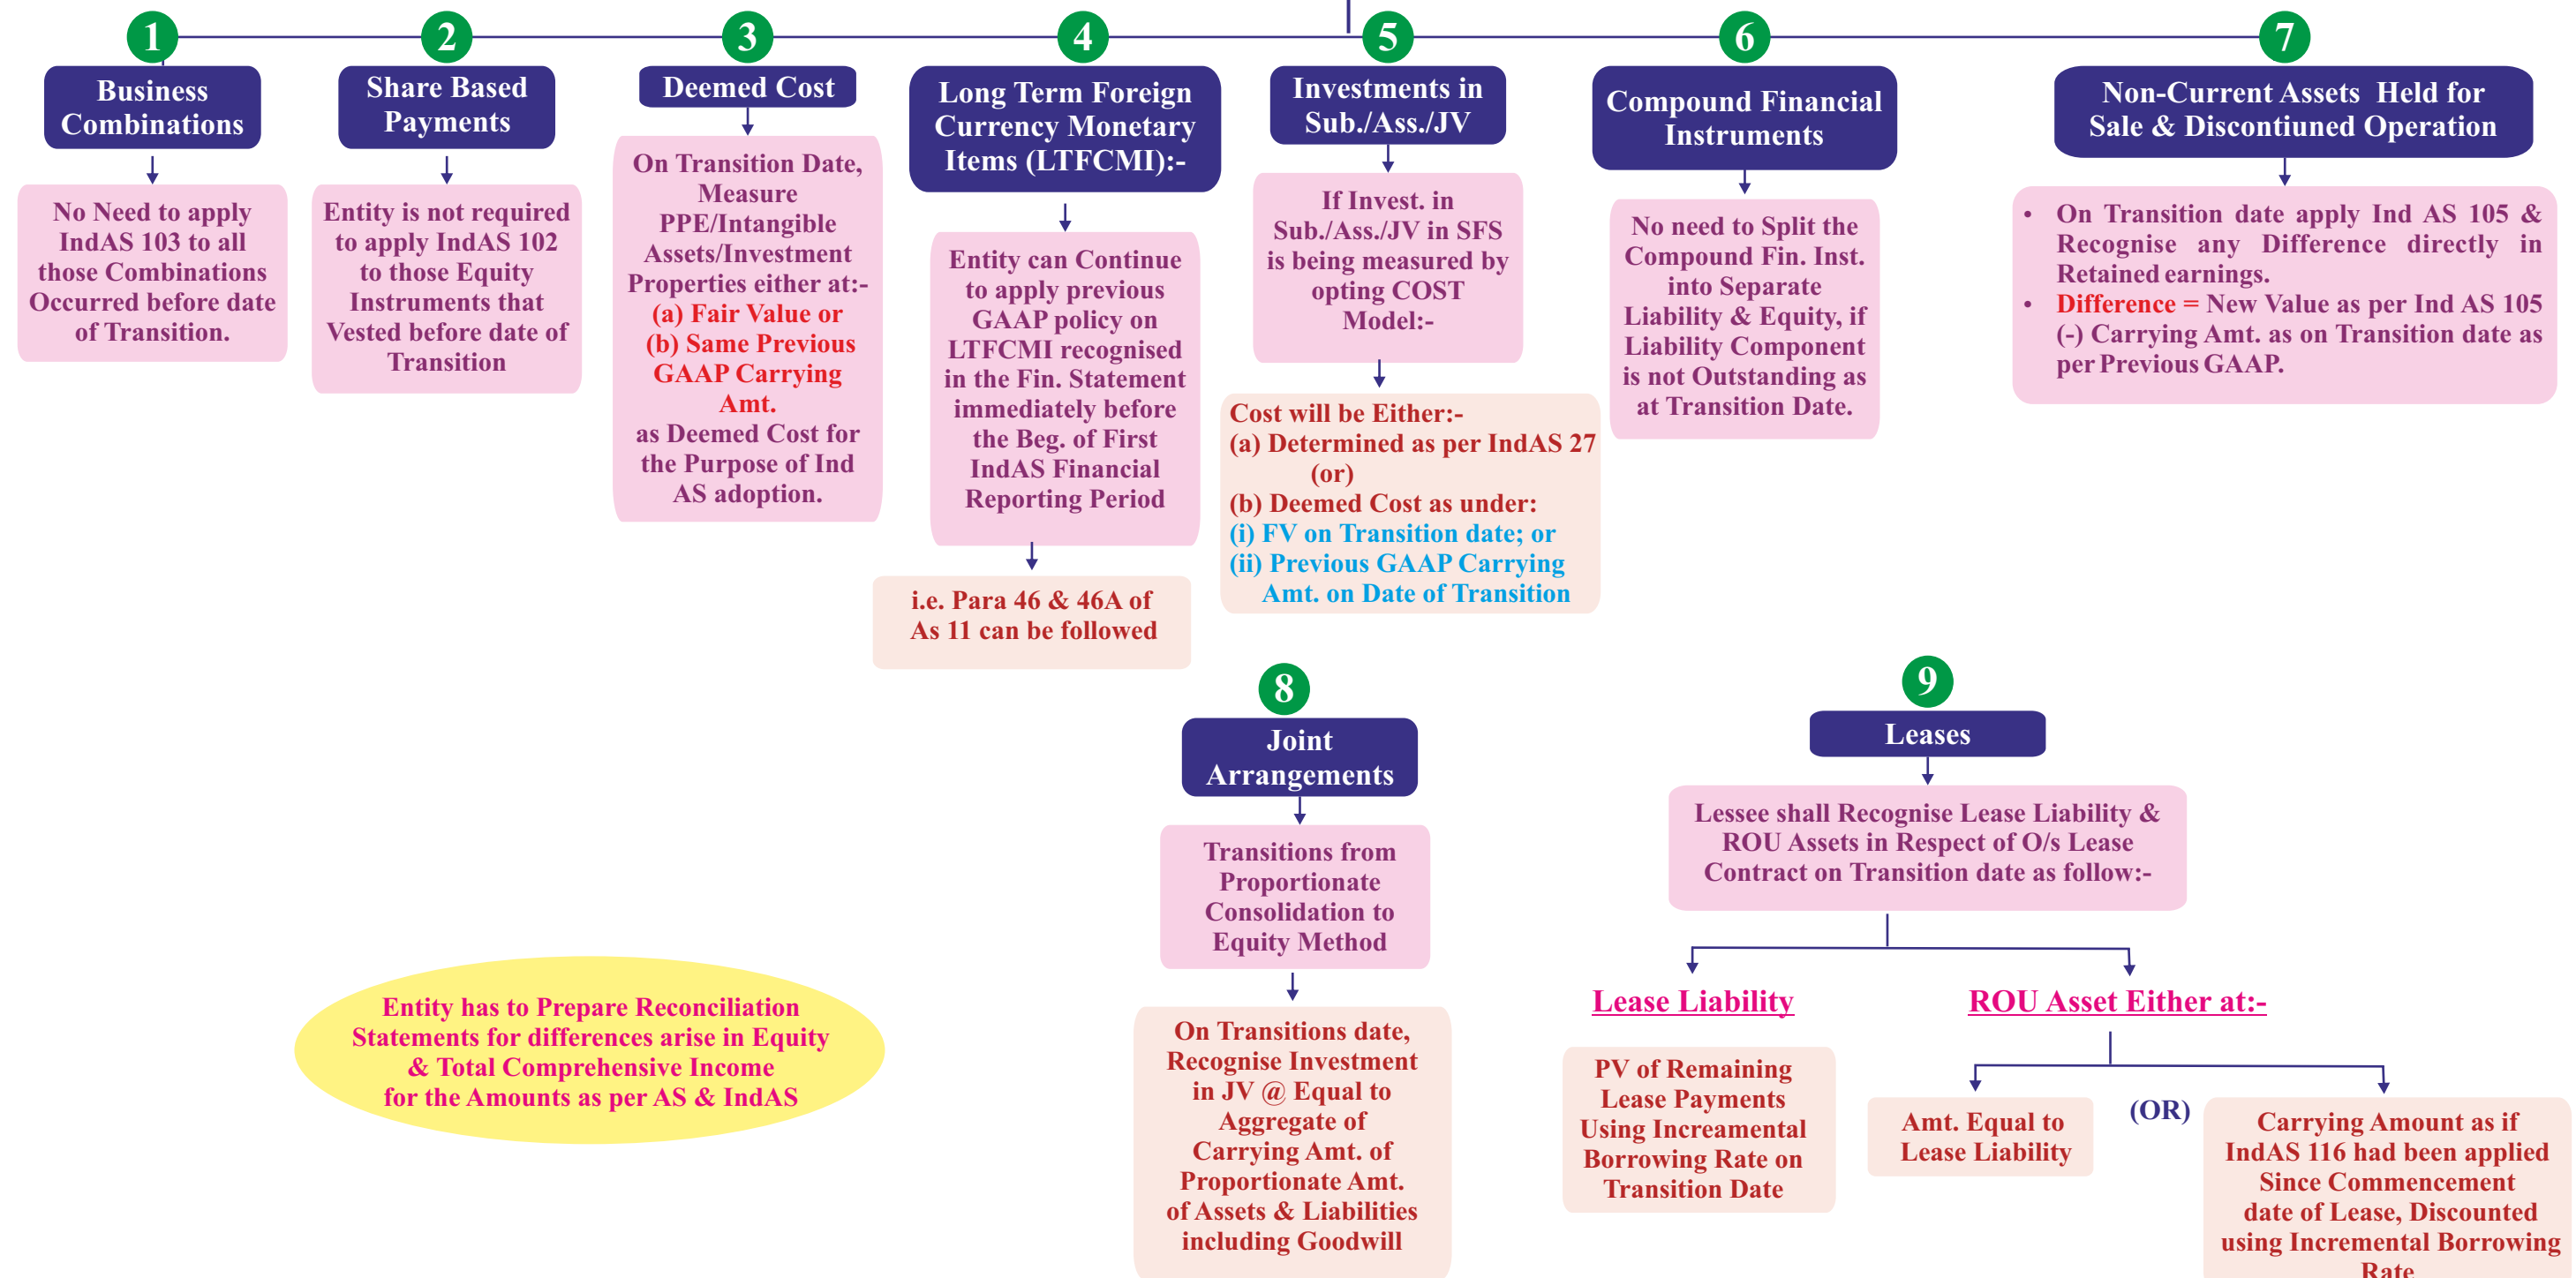 1
Business
Combinations
No Need to apply
IndAS 103 to all
those Combinations
Occurred before date
of Transition.
2
Share Based
Payments
Entity is not required
to apply IndAS 102
to those Equity
Instruments that
Vested before date of
Transition
3
Deemed Cost
On Transition Date,
Measure
PPE/Intangible
Assets/Investment
Properties either at:-
(a) Fair Value or
(b) Same Previous
GAAP Carrying
Amt.
as Deemed Cost for
the Purpose of Ind
AS adoption.
4
Long Term Foreign
Currency Monetary
Items (LTFCMI):-
Entity can Continue
to apply previous
GAAP policy on
LTFCMI recognised
in the Fin. Statement
immediately before
the Beg. of First
IndAS Financial
Reporting Period
i.e. Para 46 & 46A of
As 11 can be followed
5
Investments in
Sub./Ass./JV
If Invest. in
Sub./Ass./JV in SFS
is being measured by
opting COST
Model:-
Cost will be Either:-
(a) Determined as per IndAS 27
(or)
(b) Deemed Cost as under:
(i) FV on Transition date; or
(ii) Previous GAAP Carrying
Amt. on Date of Transition
6
Compound Financial
Instruments
No need to Split the
Compound Fin. Inst.
into Separate
Liability & Equity, if
Liability Component
is not Outstanding as
at Transition Date.
7
Non-Current Assets Held for
Sale & Discontiuned Operation
• On Transition date apply Ind AS 105 &
Recognise any Difference directly in
Retained earnings.
• Difference = New Value as per Ind AS 105
(-) Carrying Amt. as on Transition date as
per Previous GAAP.
8
Joint
Arrangements
Transitions from
Proportionate
Consolidation to
Equity Method
On Transitions date,
Recognise Investment
in JV @ Equal to
Aggregate of
Carrying Amt. of
Proportionate Amt.
of Assets & Liabilities
including Goodwill
9
Leases
Lessee shall Recognise Lease Liability &
ROU Assets in Respect of O/s Lease
Contract on Transition date as follow:-
Lease Liability
PV of Remaining
Lease Payments
Using Increamental
Borrowing Rate on
Transition Date
ROU Asset Either at:-
Amt. Equal to
Lease Liability
(OR)
Carrying Amount as if
IndAS 116 had been applied
Since Commencement
date of Lease, Discounted
using Incremental Borrowing
Rate
Entity has to Prepare Reconciliation
Statements for differences arise in Equity
& Total Comprehensive Income
for the Amounts as per AS & IndAS